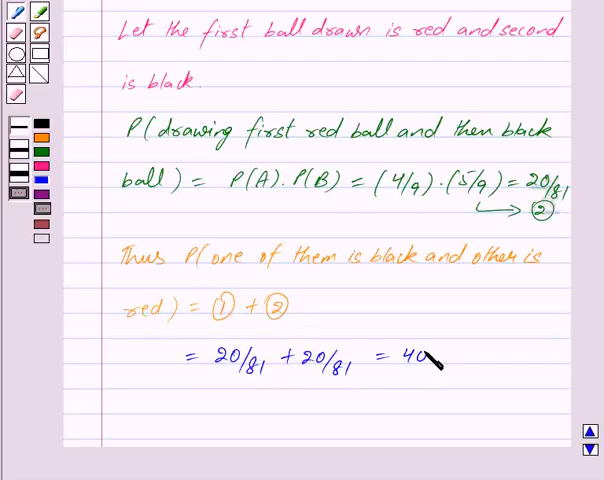 Let the first ball drawn is red and second
is black.
P(drawing first red ball and then black
ball) = P(A). P(B) = (4/9).(5/9) = 20/81
②
Thus P(one of them is black and other is
red) = ① + ②
= 20/81 + 20/81 = 40